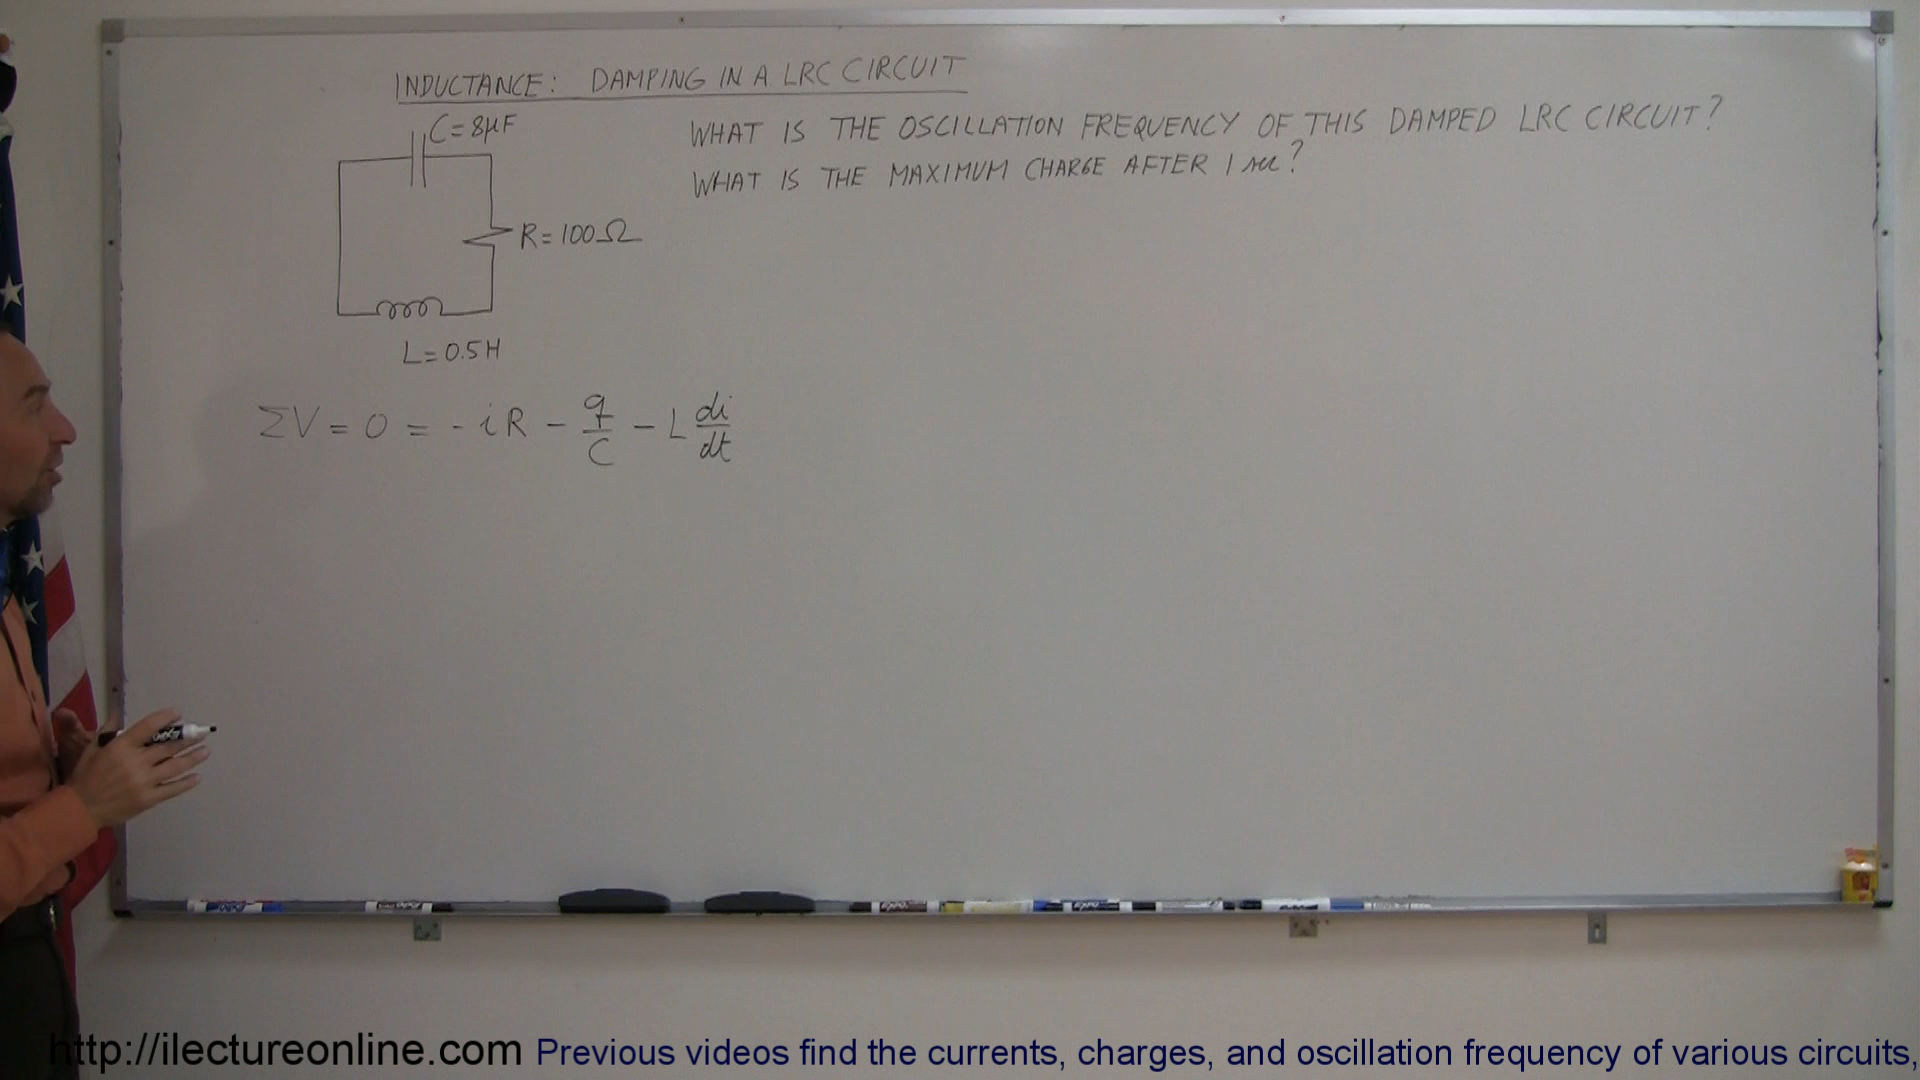 INDUCTANCE: DAMPING IN A LRC CIRCUIT
C = 8μF
WHAT IS THE OSCILLATION FREQUENCY OF THIS DAMPED LRC CIRCUIT?
WHAT IS THE MAXIMUM CHARGE AFTER 1 sec?
R = 100Ω
L = 0.5H
ΣV = 0 = - iR - q/C - L di/dt
http://ilectureonline.com Previous videos find the currents, charges, and oscillation frequency of various circuits,